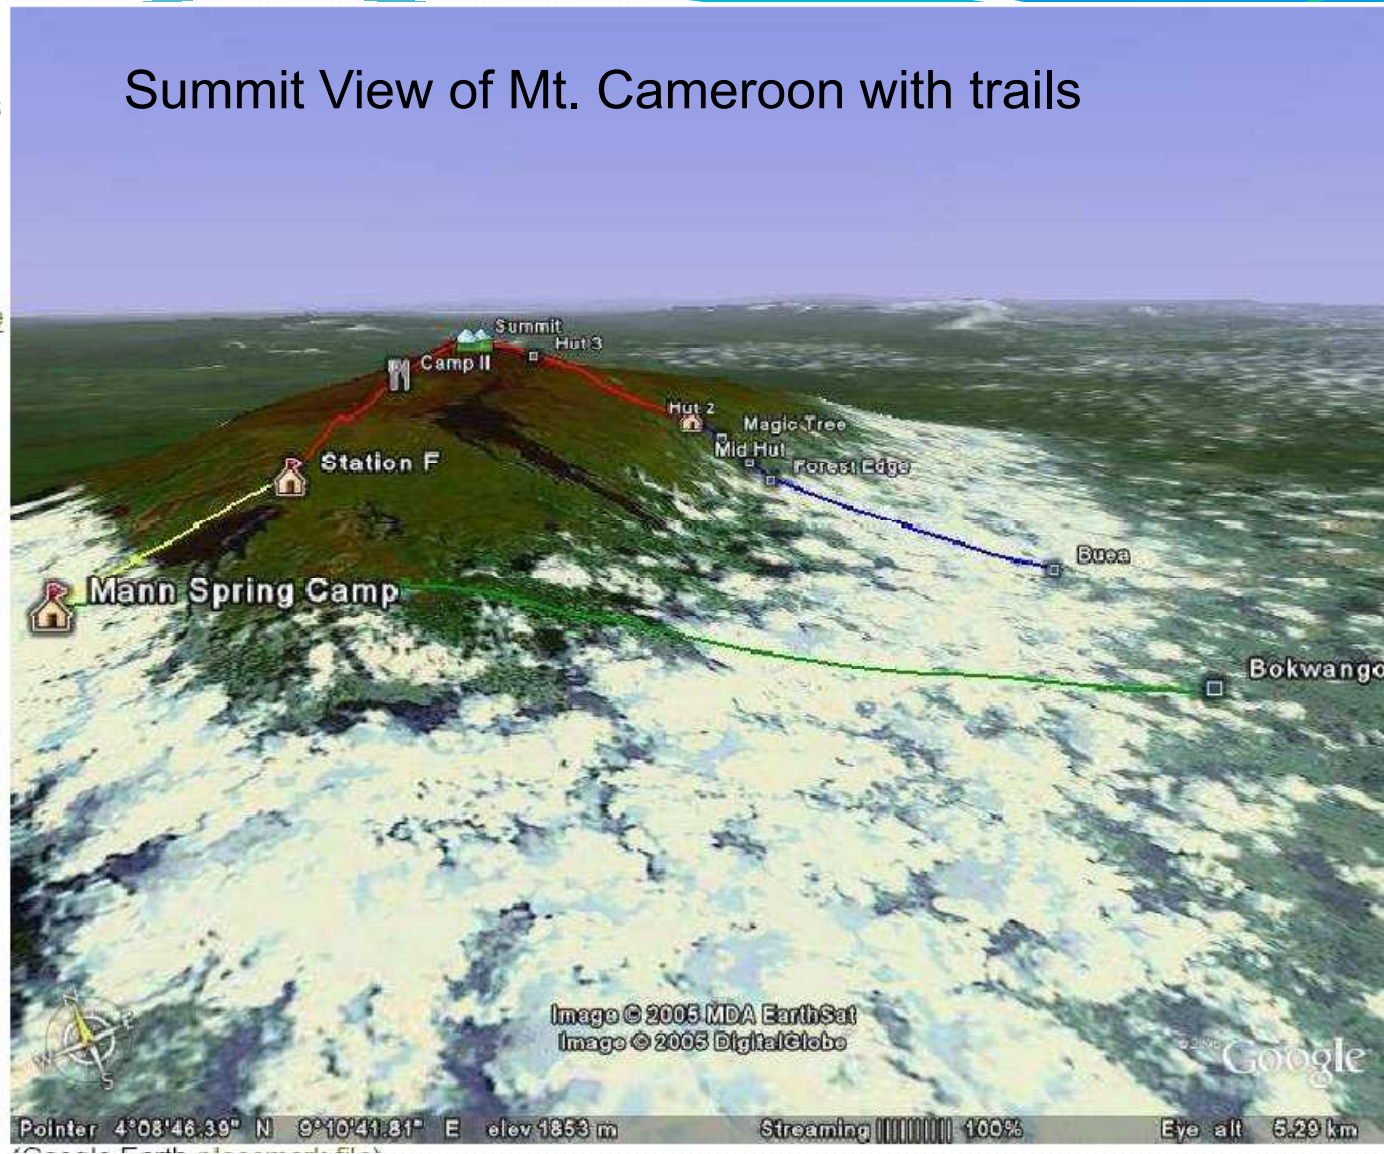 Summit View of Mt. Cameroon with trails
Summit
Hut 3
Camp II
Hut 2
Magic Tree
Mid Hut
Forest Edge
Station F
Buea
Mann Spring Camp
Bokwango
N
W
S
Image © 2005 MDA EarthSat
Image © 2005 DigitalGlobe
Google
Pointer 4°08'46.39" N 9°10'41.81" E elev 1853 m
Streaming 100%
Eye alt 5.29 km